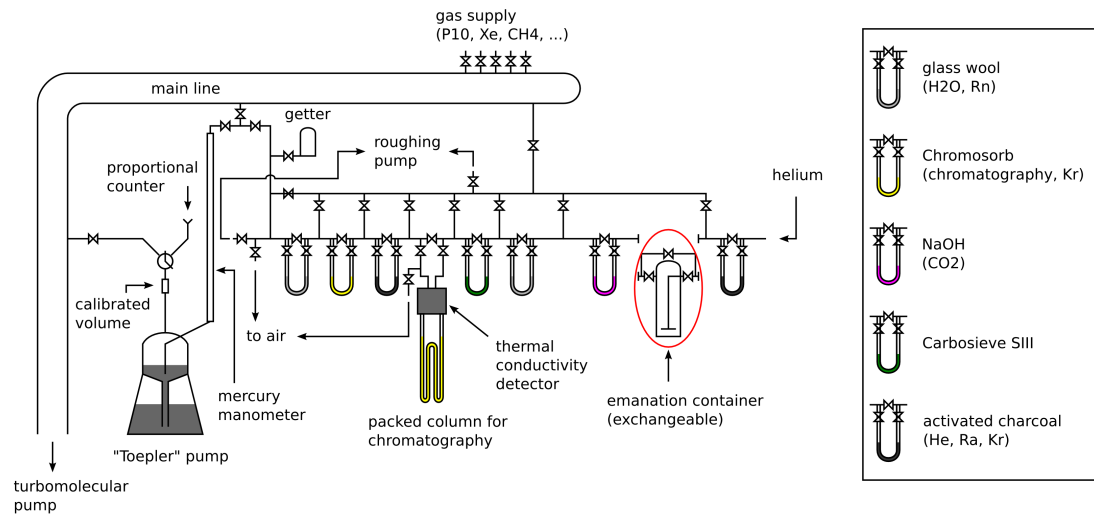 gas supply
(P10, Xe, CH4, ...)
main line
getter
roughing
pump
proportional
counter
helium
calibrated
volume
to air
thermal
conductivity
detector
mercury
manometer
packed column for
chromatography
emanation container
(exchangeable)
"Toepler" pump
turbomolecular
pump
glass wool
(H2O, Rn)
Chromosorb
(chromatography, Kr)
NaOH
(CO2)
Carbosieve SIII
activated charcoal
(He, Ra, Kr)